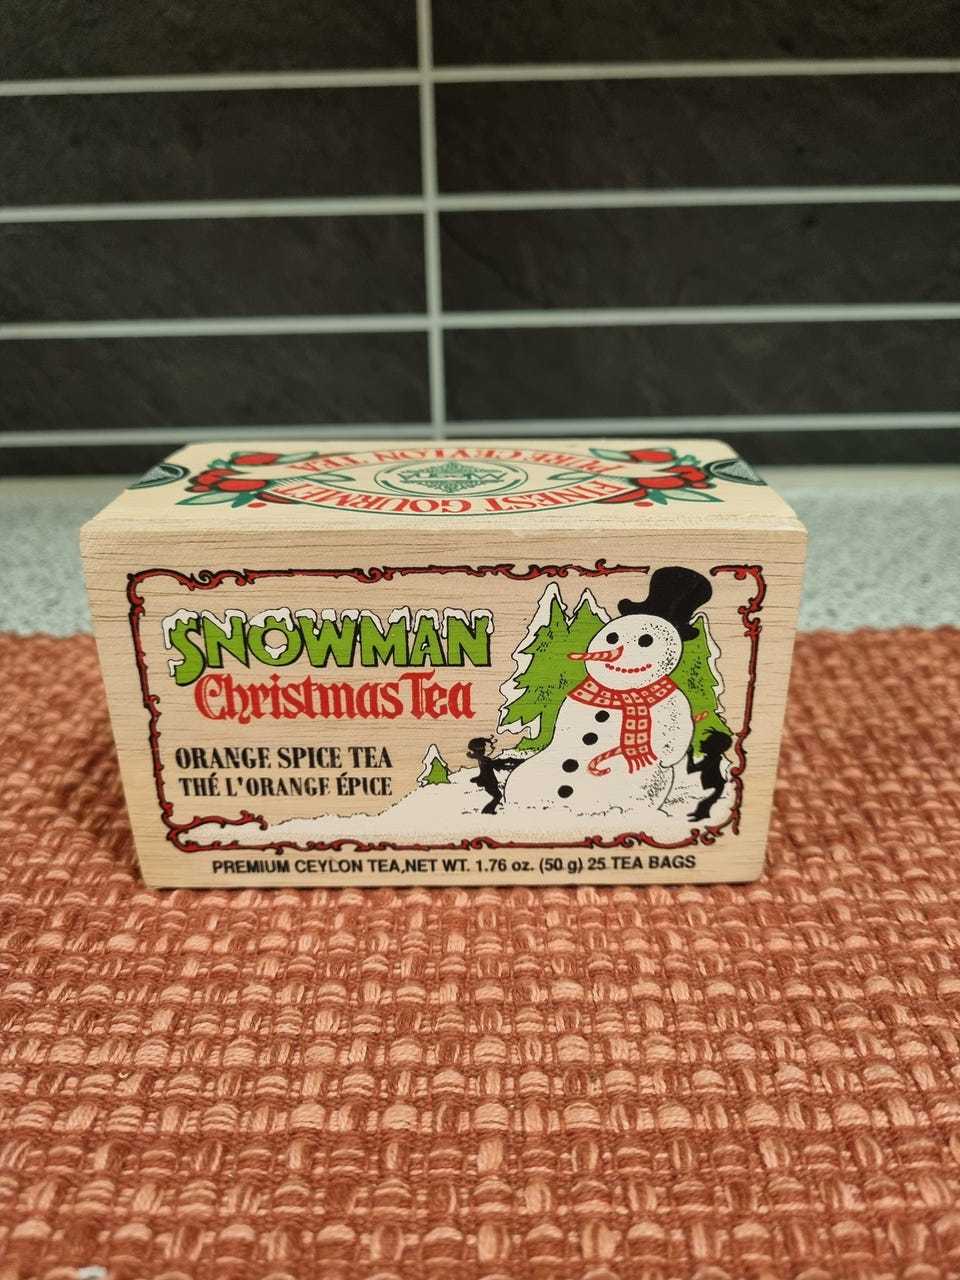 PURE CEYLON TEA
FINEST GOURMET
SNOWMAN
Christmas Tea
ORANGE SPICE TEA
THÉ L'ORANGE ÉPICE
PREMIUM CEYLON TEA,NET WT. 1.76 oz. (50 g) 25 TEA BAGS